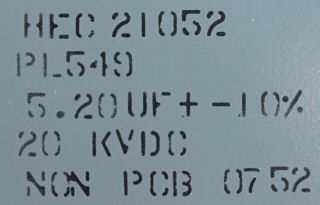 HEC 21052
PL549
5.20UF+-10%
20 KVDC
NON PCB 0752